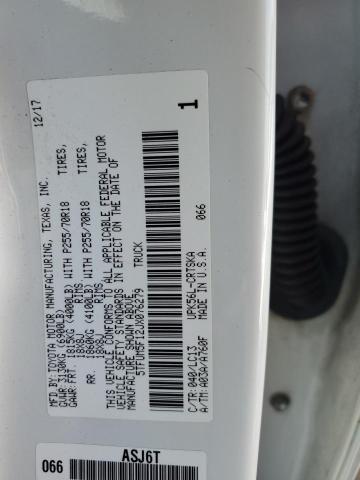 MFD. BY:
TOYOTA MOTOR MANUFACTURING, TEXAS, INC. 12/17
GVWR: 3130KG (6900LB)
GAWR: FRT. 1815KG (4000LB) WITH P255/70R18 TIRES,
18X8J RIMS
RR. 1860KG (4100LB) WITH P255/70R18 TIRES,
18X8J RIMS
THIS VEHICLE CONFORMS TO ALL APPLICABLE FEDERAL MOTOR
VEHICLE SAFETY STANDARDS IN EFFECT ON THE DATE OF
MANUFACTURE SHOWN ABOVE.
5TFUM5F12JX076279 TRUCK
1
C/TR: 040/LC13 UPK56L-CRTSKA 066
A/TM: A03A/A760F MADE IN U.S.A.
066 ASJ6T